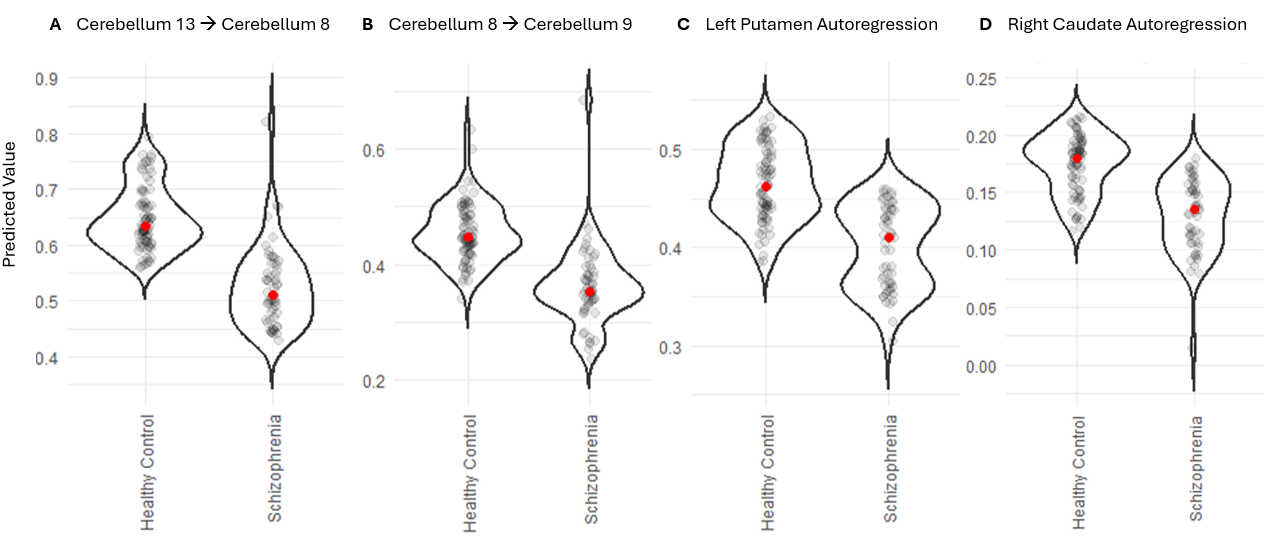 A Cerebellum 13 → Cerebellum 8
B Cerebellum 8 → Cerebellum 9
C Left Putamen Autoregression
D Right Caudate Autoregression
Predicted Value
0.9
0.8
0.7
0.6
0.5
0.4
Healthy Control
Schizophrenia
0.6
0.4
0.2
Healthy Control
Schizophrenia
0.5
0.4
0.3
Healthy Control
Schizophrenia
0.25
0.20
0.15
0.10
0.05
0.00
Healthy Control
Schizophrenia